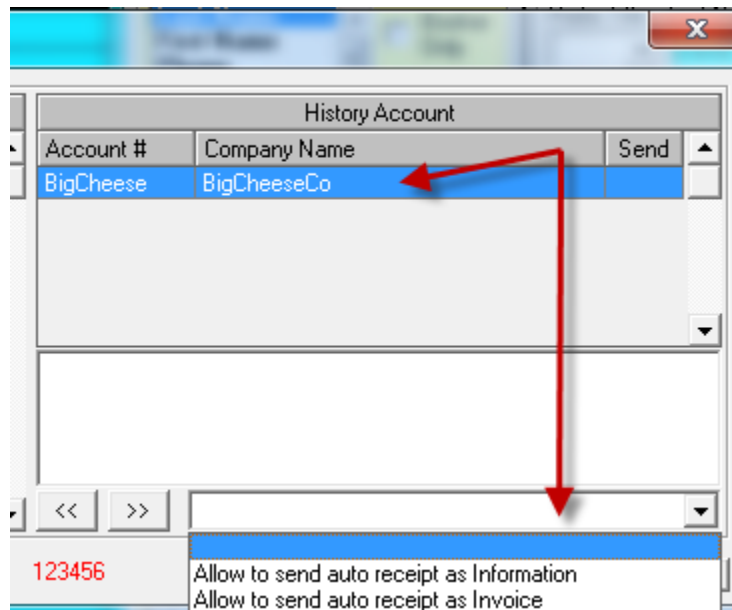 History Account
Account # Company Name Send
BigCheese BigCheeseCo
<< >>
123456
Allow to send auto receipt as Information
Allow to send auto receipt as Invoice